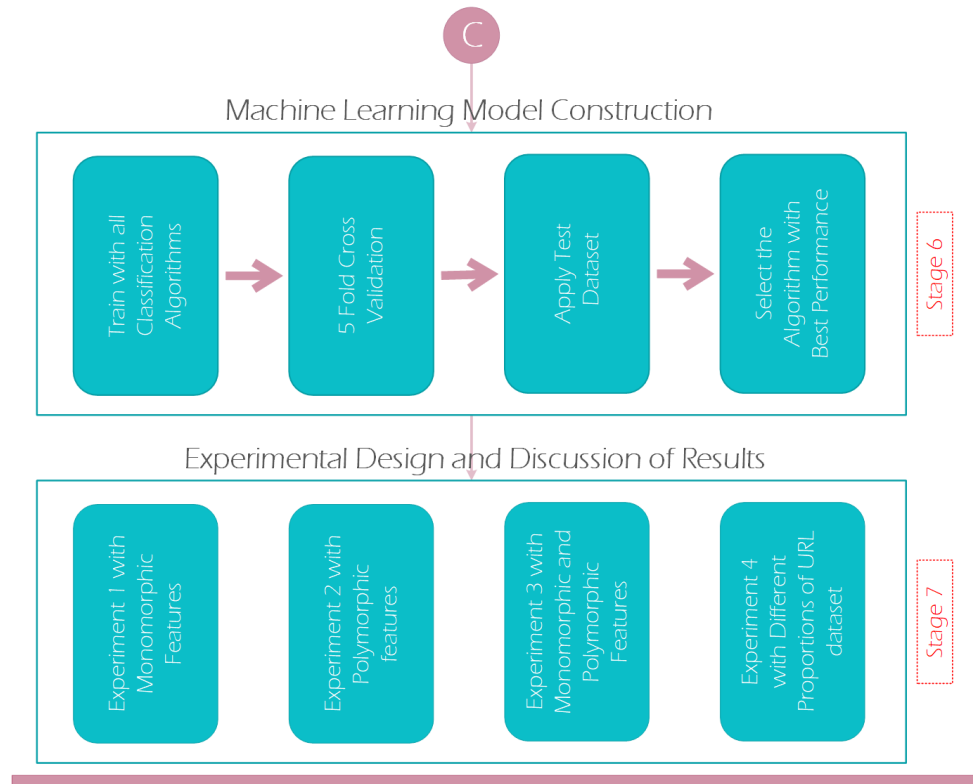 C
Machine Learning Model Construction
Train with all
Classification
Algorithms
5 Fold Cross
Validation
Apply Test
Dataset
Select the
Algorithm with
Best Performance
Stage 6
Experimental Design and Discussion of Results
Experiment 1 with
Monomorphic
Features
Experiment 2 with
Polymorphic
features
Experiment 3 with
Monomorphic and
Polymorphic
Features
Experiment 4
with Different
Proportions of URL
dataset
Stage 7